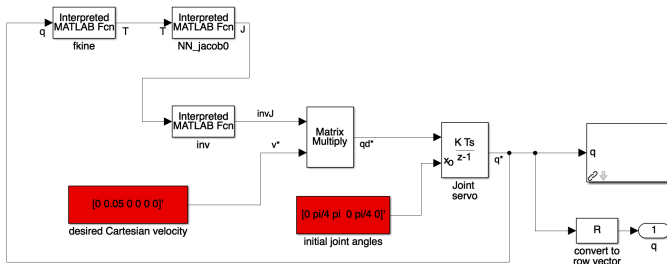 Interpreted
MATLAB Fcn
q
T
fkine
Interpreted
MATLAB Fcn
T
J
NN_jacob0
Interpreted
MATLAB Fcn
invJ
inv
Matrix
Multiply
v*
qd*
K Ts
z-1
xo
q*
Joint
servo
q
[0 0.05 0 0 0 0]'
desired Cartesian velocity
[0 pi/4 pi 0 pi/4 0]'
initial joint angles
R
convert to
row vector
1
q